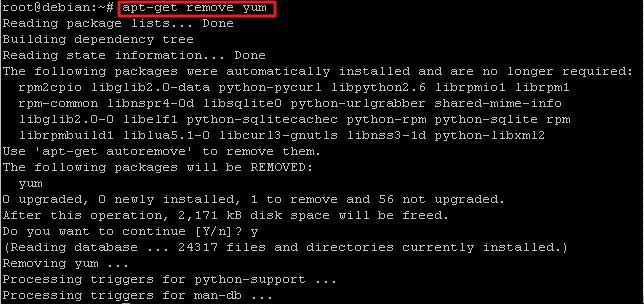 root@debian:~# apt-get remove yum
Reading package lists... Done
Building dependency tree
Reading state information... Done
The following packages were automatically installed and are no longer required:
  rpm2cpio libglib2.0-data python-pycurl libpython2.6 librpmio1 librpm1
  rpm-common libnspr4-0d libsqlite0 python-urlgrabber shared-mime-info
  libglib2.0-0 libelf1 python-sqlitecachec python-rpm python-sqlite rpm
  librpmbuild1 liblua5.1-0 libcurl3-gnutls libnss3-1d python-libxml2
Use 'apt-get autoremove' to remove them.
The following packages will be REMOVED:
  yum
0 upgraded, 0 newly installed, 1 to remove and 56 not upgraded.
After this operation, 2,171 kB disk space will be freed.
Do you want to continue [Y/n]? y
(Reading database ... 24317 files and directories currently installed.)
Removing yum ...
Processing triggers for python-support ...
Processing triggers for man-db ...